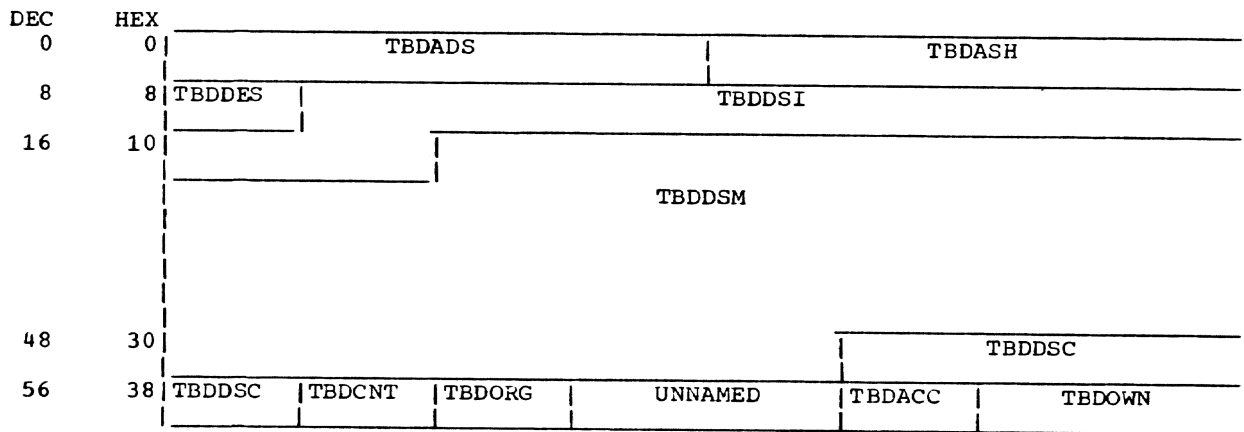 DEC HEX
0 0 TBDADS TBDASH
8 8 TBDDES TBDDSI
16 10
TBDDSM
48 30 TBDDSC
56 38 TBDDSC TBDCNT TBDORG UNNAMED TBDACC TBDOWN